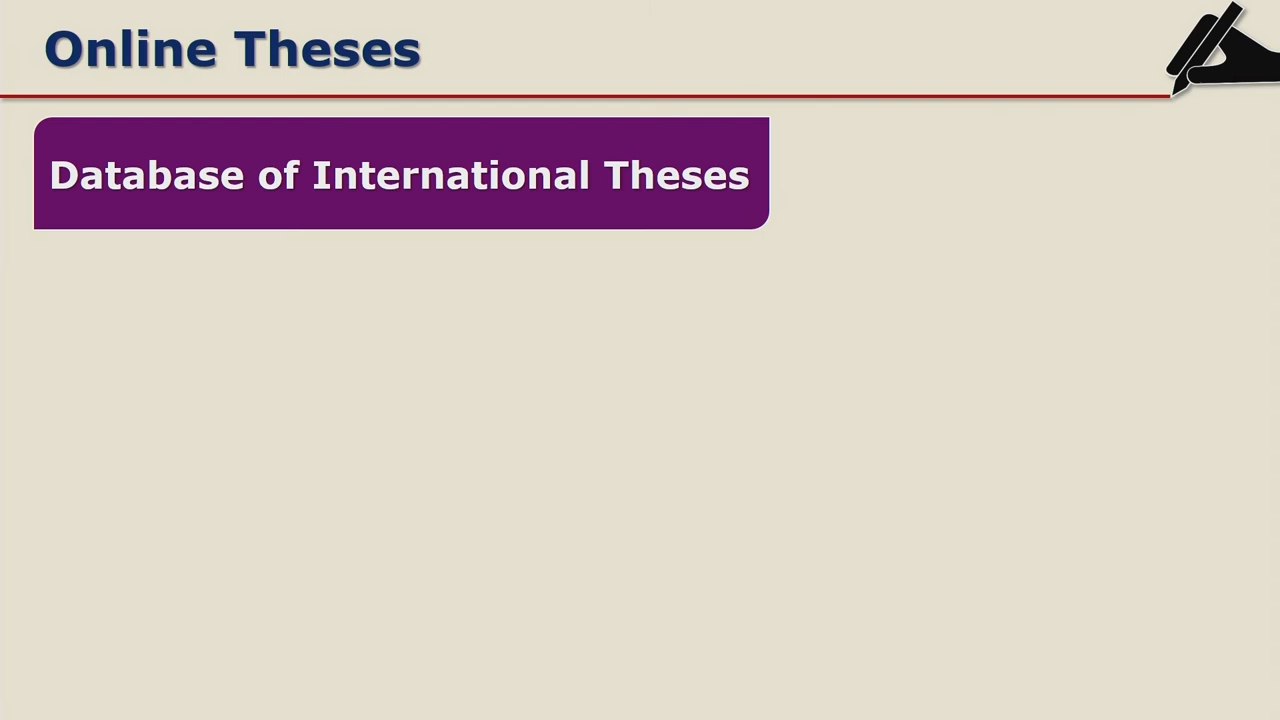 Online Theses
Database of International Theses